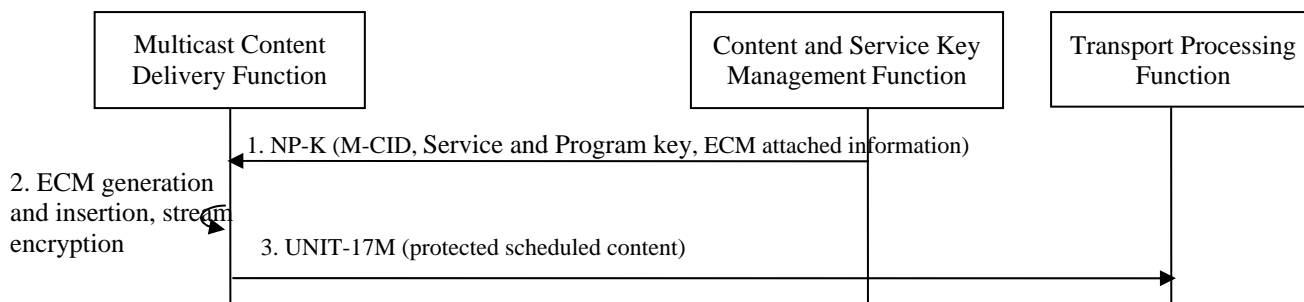 Multicast Content
Delivery Function
Content and Service Key
Management Function
Transport Processing
Function
1. NP-K (M-CID, Service and Program key, ECM attached information)
2. ECM generation
and insertion, stream
encryption
3. UNIT-17M (protected scheduled content)